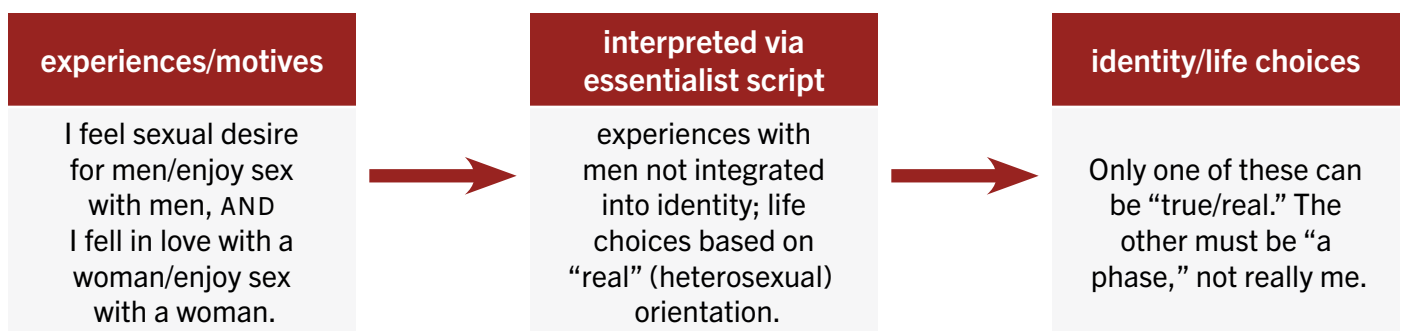 experiences/motives
I feel sexual desire
for men/enjoy sex
with men, AND
I fell in love with a
woman/enjoy sex
with a woman.
interpreted via
essentialist script
experiences with
men not integrated
into identity; life
choices based on
“real” (heterosexual)
orientation.
identity/life choices
Only one of these can
be “true/real.” The
other must be “a
phase,” not really me.